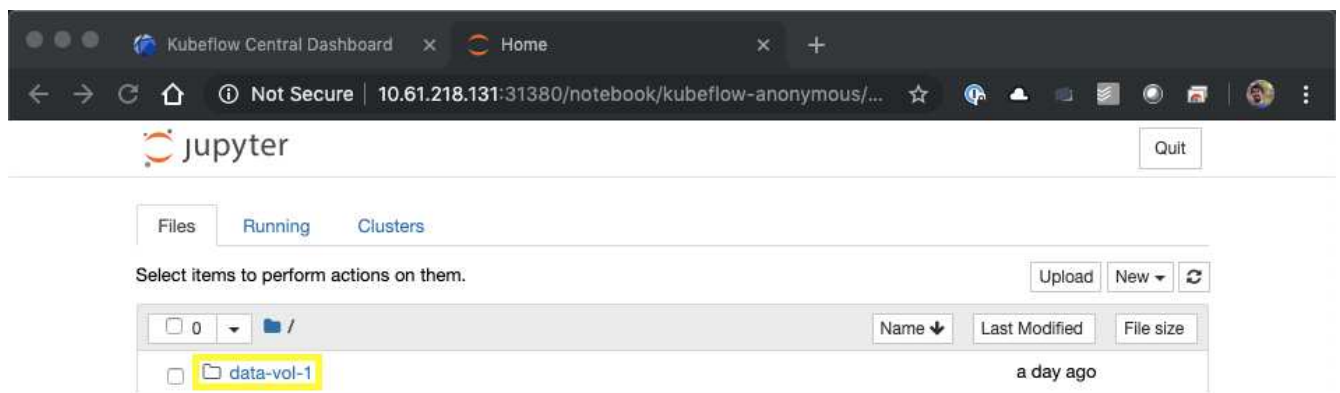 Kubeflow Central Dashboard
Home
Not Secure | 10.61.218.131:31380/notebook/kubeflow-anonymous/...
jupyter
Quit
Files Running Clusters
Select items to perform actions on them.
Upload New
0 /
Name Last Modified File size
data-vol-1 a day ago